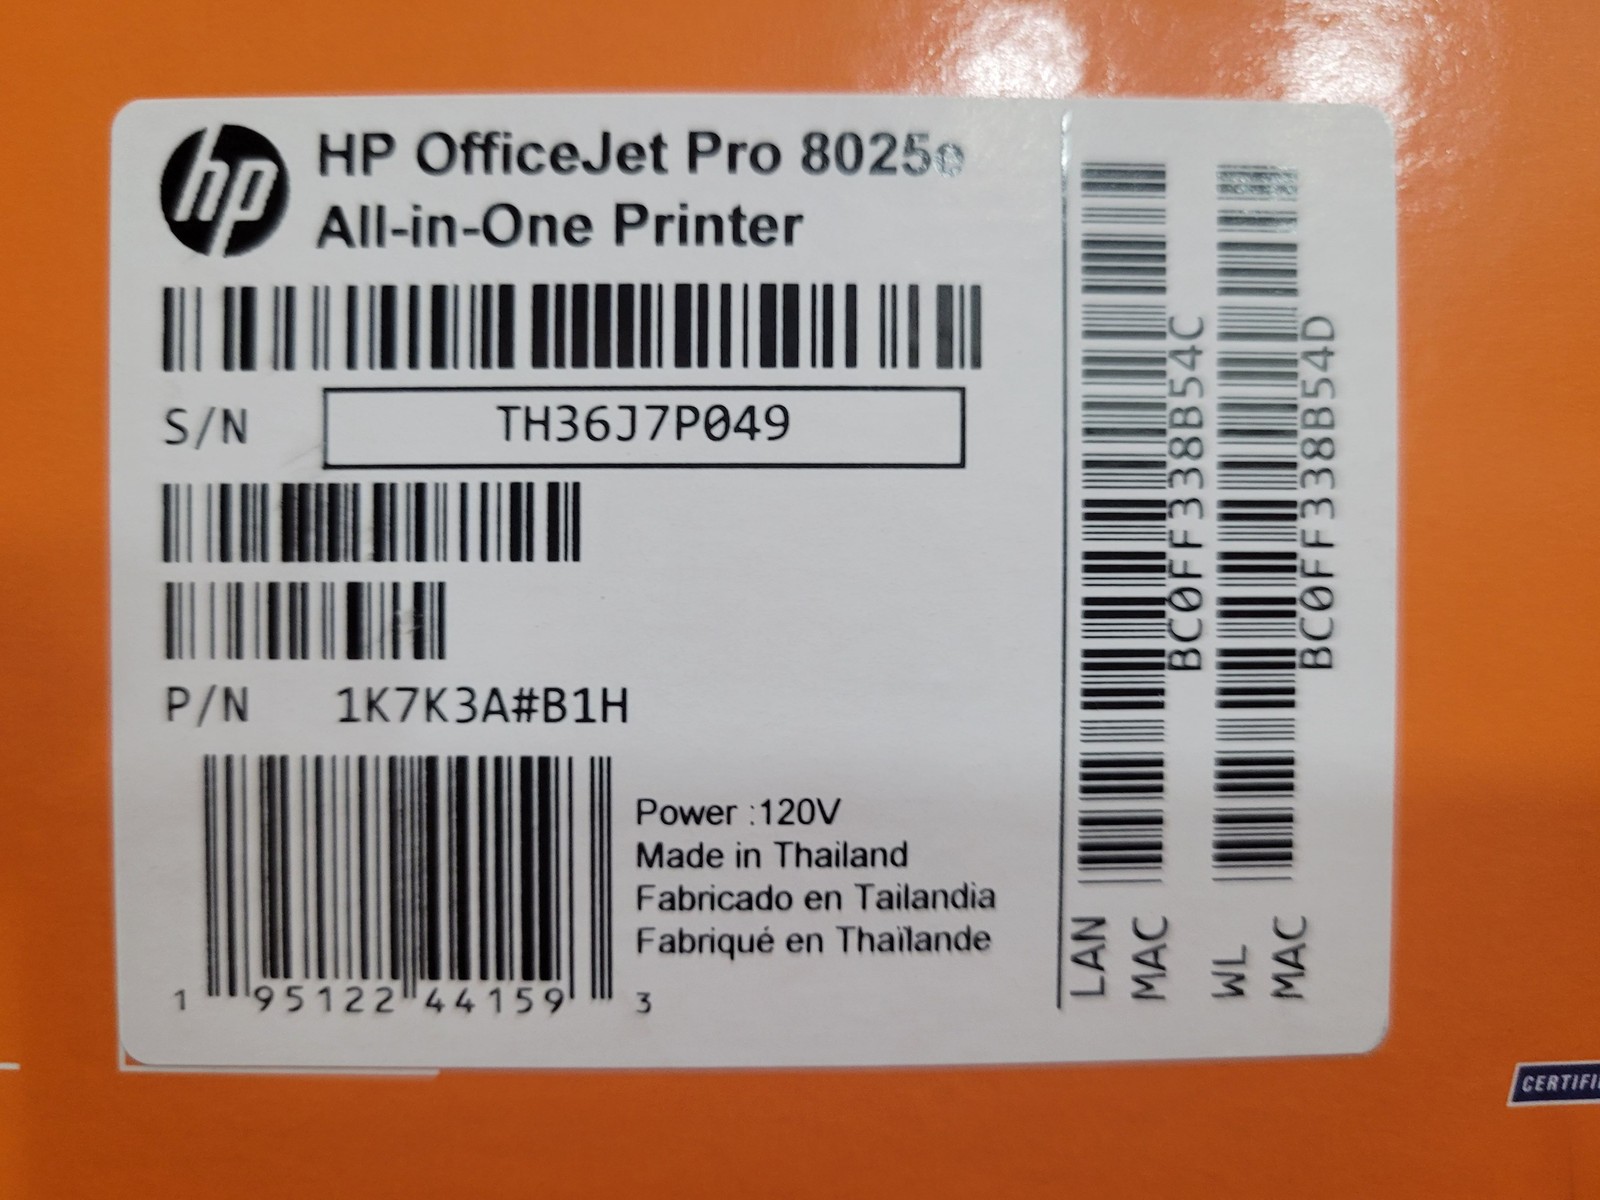 hp
HP OfficeJet Pro 8025e
All-in-One Printer
S/N TH36J7P049
P/N 1K7K3A#B1H
1 95122 44159 3
Power :120V
Made in Thailand
Fabricado en Tailandia
Fabriqué en Thaïlande
LAN
MAC
BC0FF338B54C
WL
MAC
BC0FF338B54D